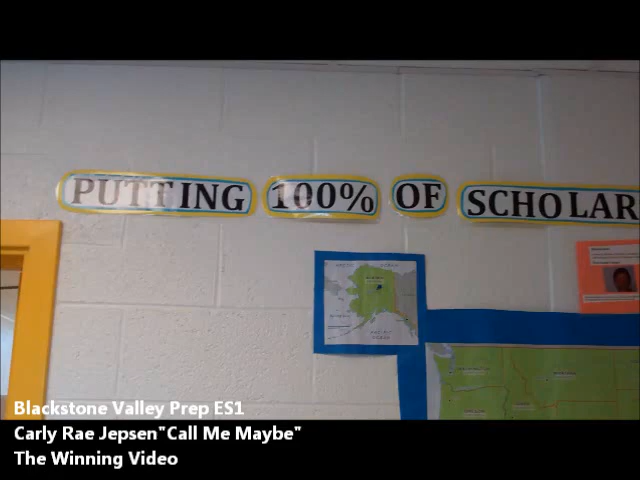 PUTTING 100% OF SCHOLAR
Blackstone Valley Prep ES1
Carly Rae Jepsen"Call Me Maybe"
The Winning Video